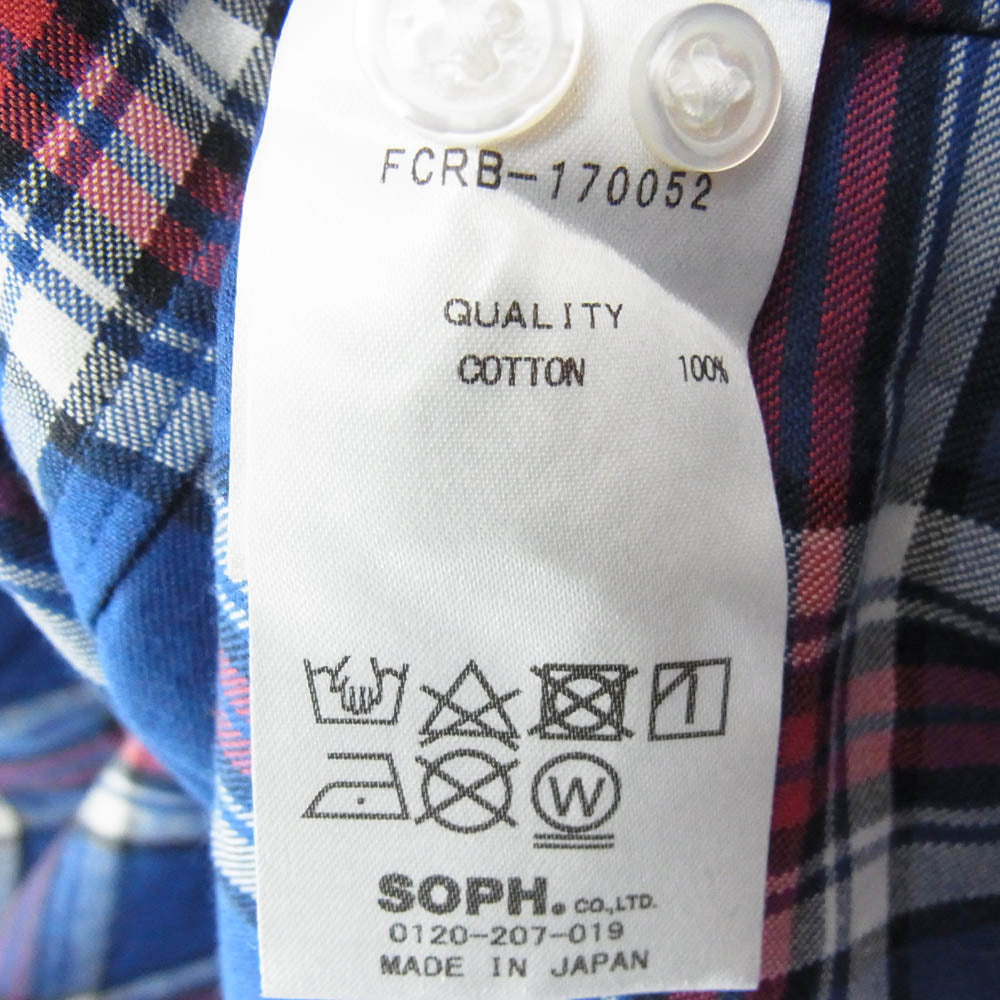 FCRB-170052
QUALITY
COTTON 100%
W
SOPH. CO.,LTD.
0120-207-019
MADE IN JAPAN